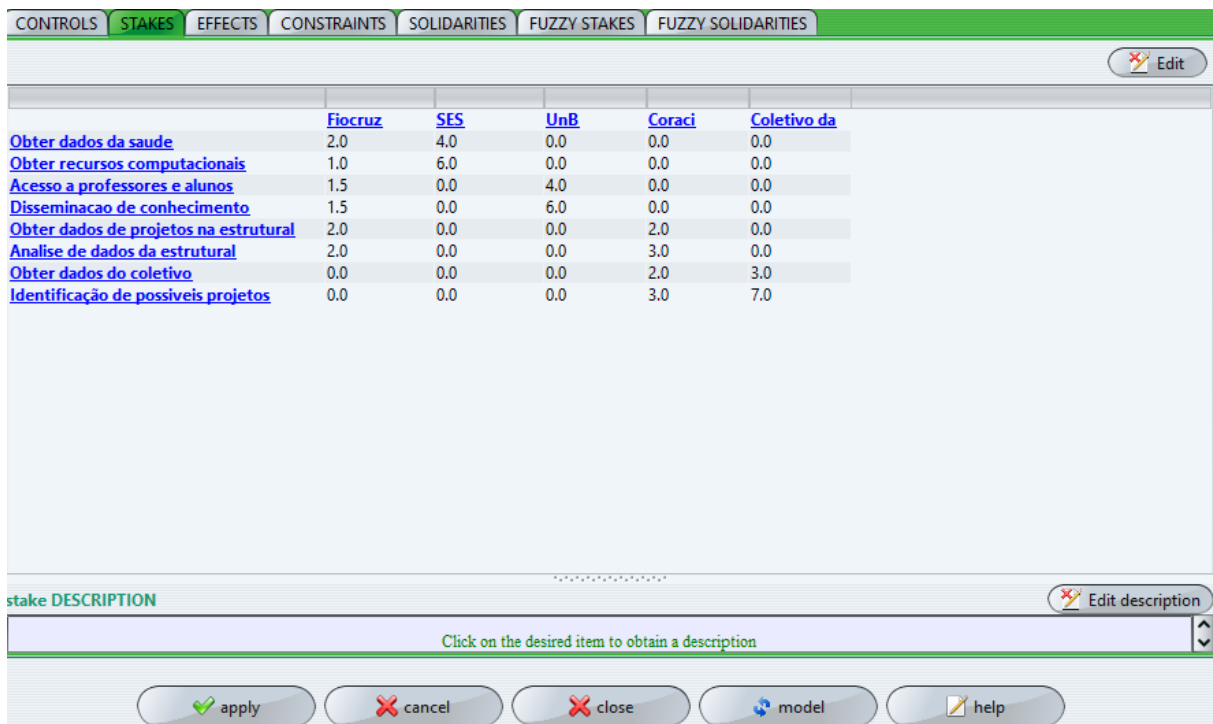 CONTROLS STAKES EFFECTS CONSTRAINTS SOLIDARITIES FUZZY STAKES FUZZY SOLIDARITIES
Edit
Fiocruz SES UnB Coraci Coletivo da
Obter dados da saude 2.0 4.0 0.0 0.0 0.0
Obter recursos computacionais 1.0 6.0 0.0 0.0 0.0
Acesso a professores e alunos 1.5 0.0 4.0 0.0 0.0
Disseminacao de conhecimento 1.5 0.0 6.0 0.0 0.0
Obter dados de projetos na estrutural 2.0 0.0 0.0 2.0 0.0
Analise de dados da estrutural 2.0 0.0 0.0 3.0 0.0
Obter dados do coletivo 0.0 0.0 0.0 2.0 3.0
Identificação de possiveis projetos 0.0 0.0 0.0 3.0 7.0
stake DESCRIPTION Edit description
Click on the desired item to obtain a description
apply cancel close model help